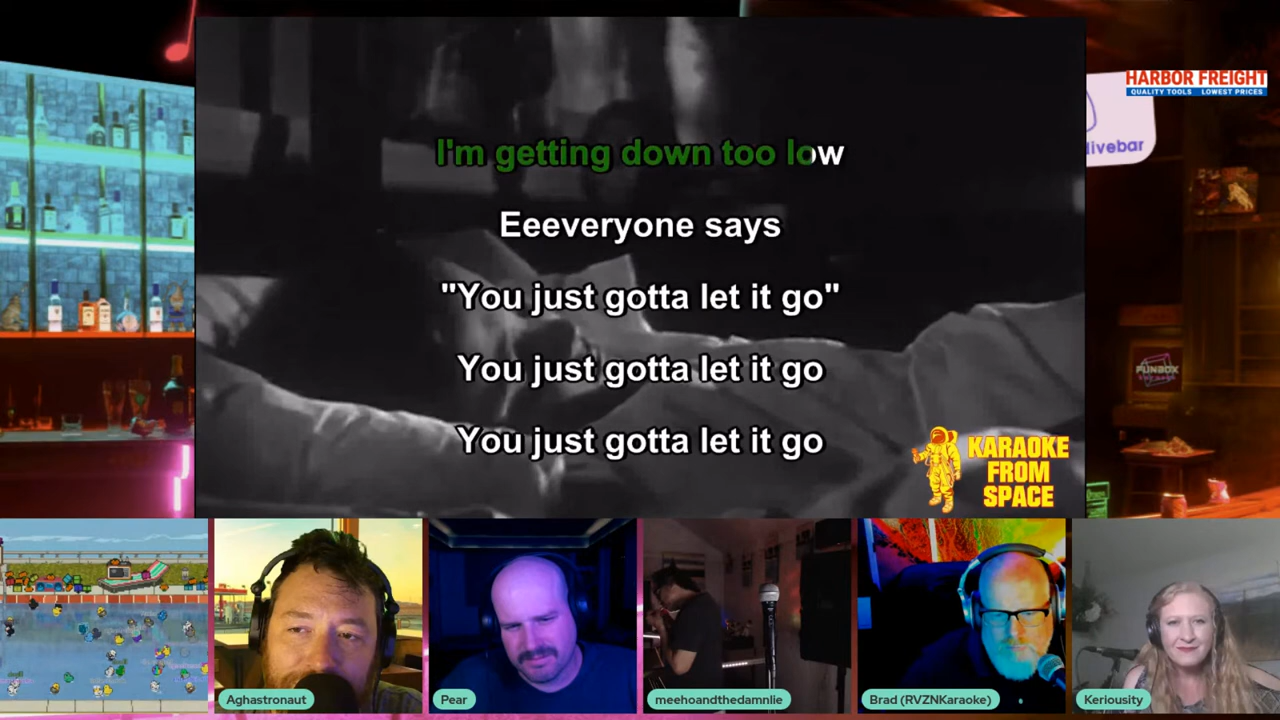 HARBOR FREIGHT
QUALITY TOOLS LOWEST PRICES
livebar
I'm getting down too low
Eeeveryone says
"You just gotta let it go"
You just gotta let it go
You just gotta let it go
FUNBOX
KARAOKE
FROM
SPACE
Aghastronaut
Pear
meehoandthedamnlie
Brad (RVZNKaraoke)
Keriousity